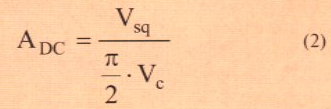 A_DC = V_sq / (π/2 · V_c) (2)